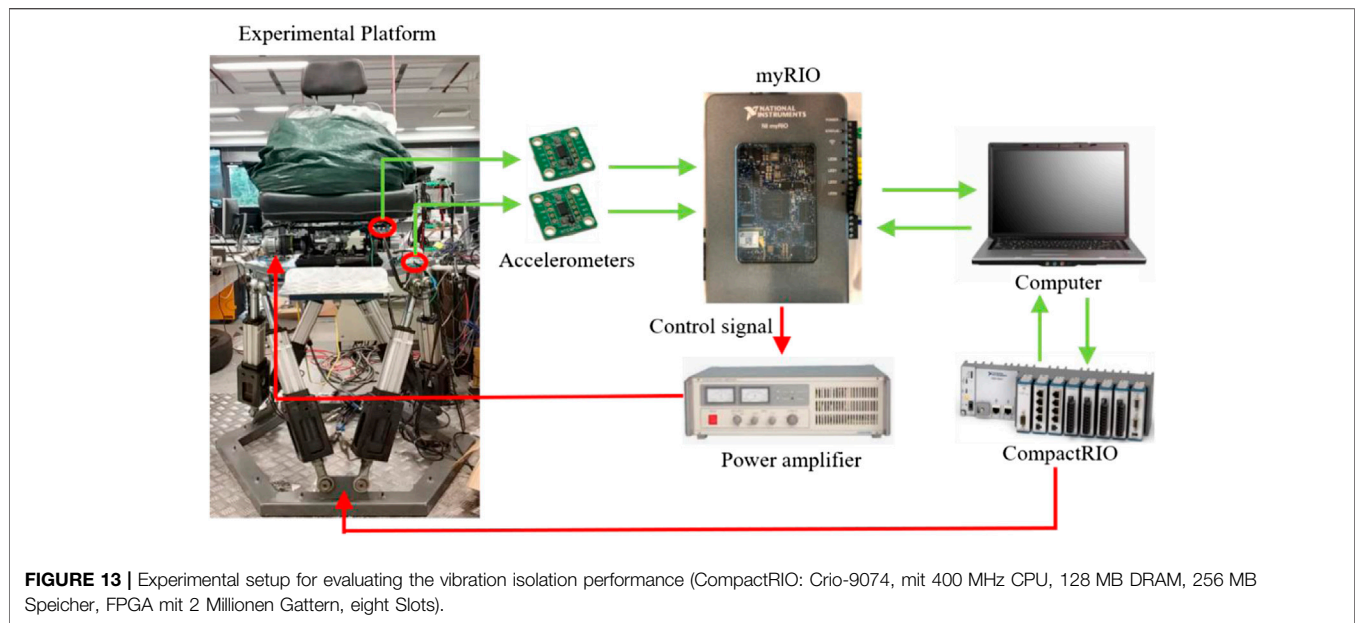 Experimental Platform
myRIO
NATIONAL
INSTRUMENTS
NI myRIO
Accelerometers
Computer
Control signal
Power amplifier
CompactRIO
FIGURE 13 | Experimental setup for evaluating the vibration isolation performance (CompactRIO: Crio-9074, mit 400 MHz CPU, 128 MB DRAM, 256 MB
Speicher, FPGA mit 2 Millionen Gattern, eight Slots).